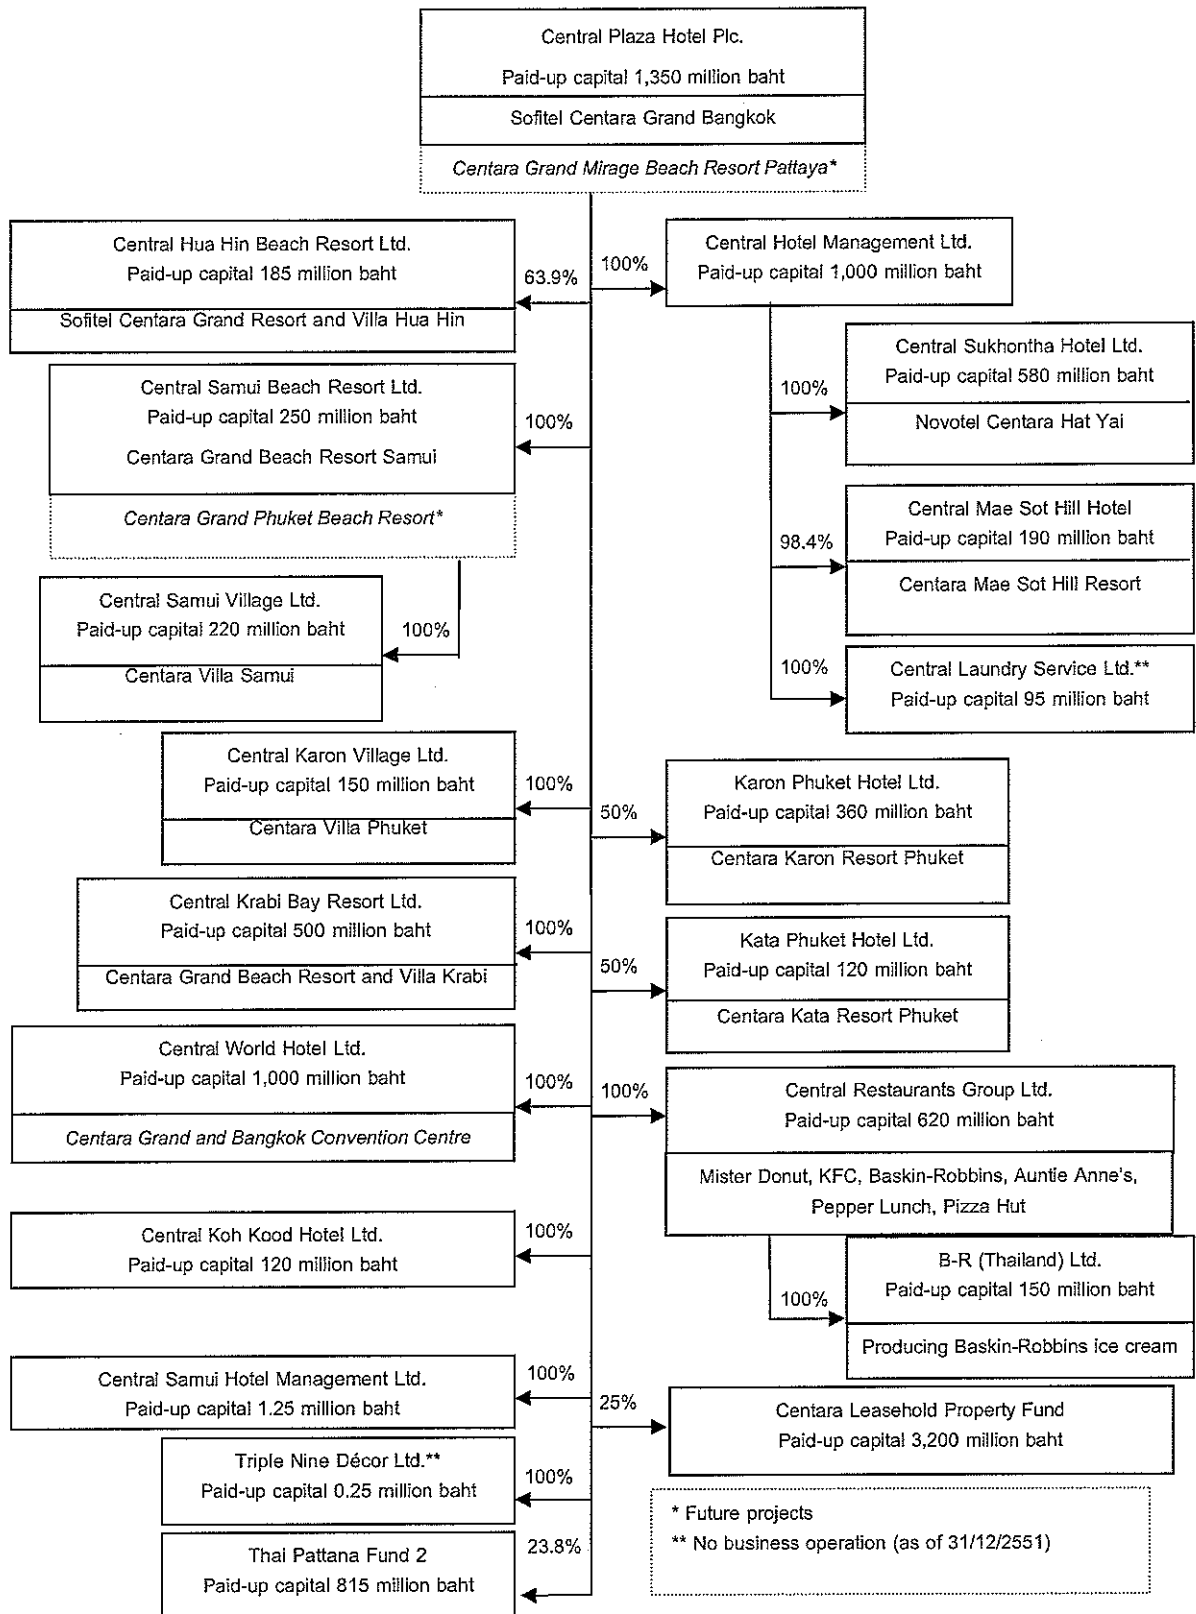 Central Plaza Hotel Plc.
Paid-up capital 1,350 million baht
Sofitel Centara Grand Bangkok
Centara Grand Mirage Beach Resort Pattaya*
Central Hua Hin Beach Resort Ltd.
Paid-up capital 185 million baht
63.9%
Sofitel Centara Grand Resort and Villa Hua Hin
100%
Central Hotel Management Ltd.
Paid-up capital 1,000 million baht
Central Samui Beach Resort Ltd.
Paid-up capital 250 million baht
100%
Centara Grand Beach Resort Samui
Centara Grand Phuket Beach Resort*
100%
Central Sukhontha Hotel Ltd.
Paid-up capital 580 million baht
Novotel Centara Hat Yai
98.4%
Central Mae Sot Hill Hotel
Paid-up capital 190 million baht
Centara Mae Sot Hill Resort
Central Samui Village Ltd.
Paid-up capital 220 million baht
100%
Centara Villa Samui
100%
Central Laundry Service Ltd.**
Paid-up capital 95 million baht
Central Karon Village Ltd.
Paid-up capital 150 million baht
100%
Centara Villa Phuket
50%
Karon Phuket Hotel Ltd.
Paid-up capital 360 million baht
Centara Karon Resort Phuket
Central Krabi Bay Resort Ltd.
Paid-up capital 500 million baht
100%
Centara Grand Beach Resort and Villa Krabi
50%
Kata Phuket Hotel Ltd.
Paid-up capital 120 million baht
Centara Kata Resort Phuket
Central World Hotel Ltd.
Paid-up capital 1,000 million baht
100%
Centara Grand and Bangkok Convention Centre
100%
Central Restaurants Group Ltd.
Paid-up capital 620 million baht
Mister Donut, KFC, Baskin-Robbins, Auntie Anne's,
Pepper Lunch, Pizza Hut
Central Koh Kood Hotel Ltd.
Paid-up capital 120 million baht
100%
100%
B-R (Thailand) Ltd.
Paid-up capital 150 million baht
Producing Baskin-Robbins ice cream
Central Samui Hotel Management Ltd.
Paid-up capital 1.25 million baht
100%
25%
Centara Leasehold Property Fund
Paid-up capital 3,200 million baht
Triple Nine Décor Ltd.**
Paid-up capital 0.25 million baht
100%
Thai Pattana Fund 2
Paid-up capital 815 million baht
23.8%
* Future projects
** No business operation (as of 31/12/2551)